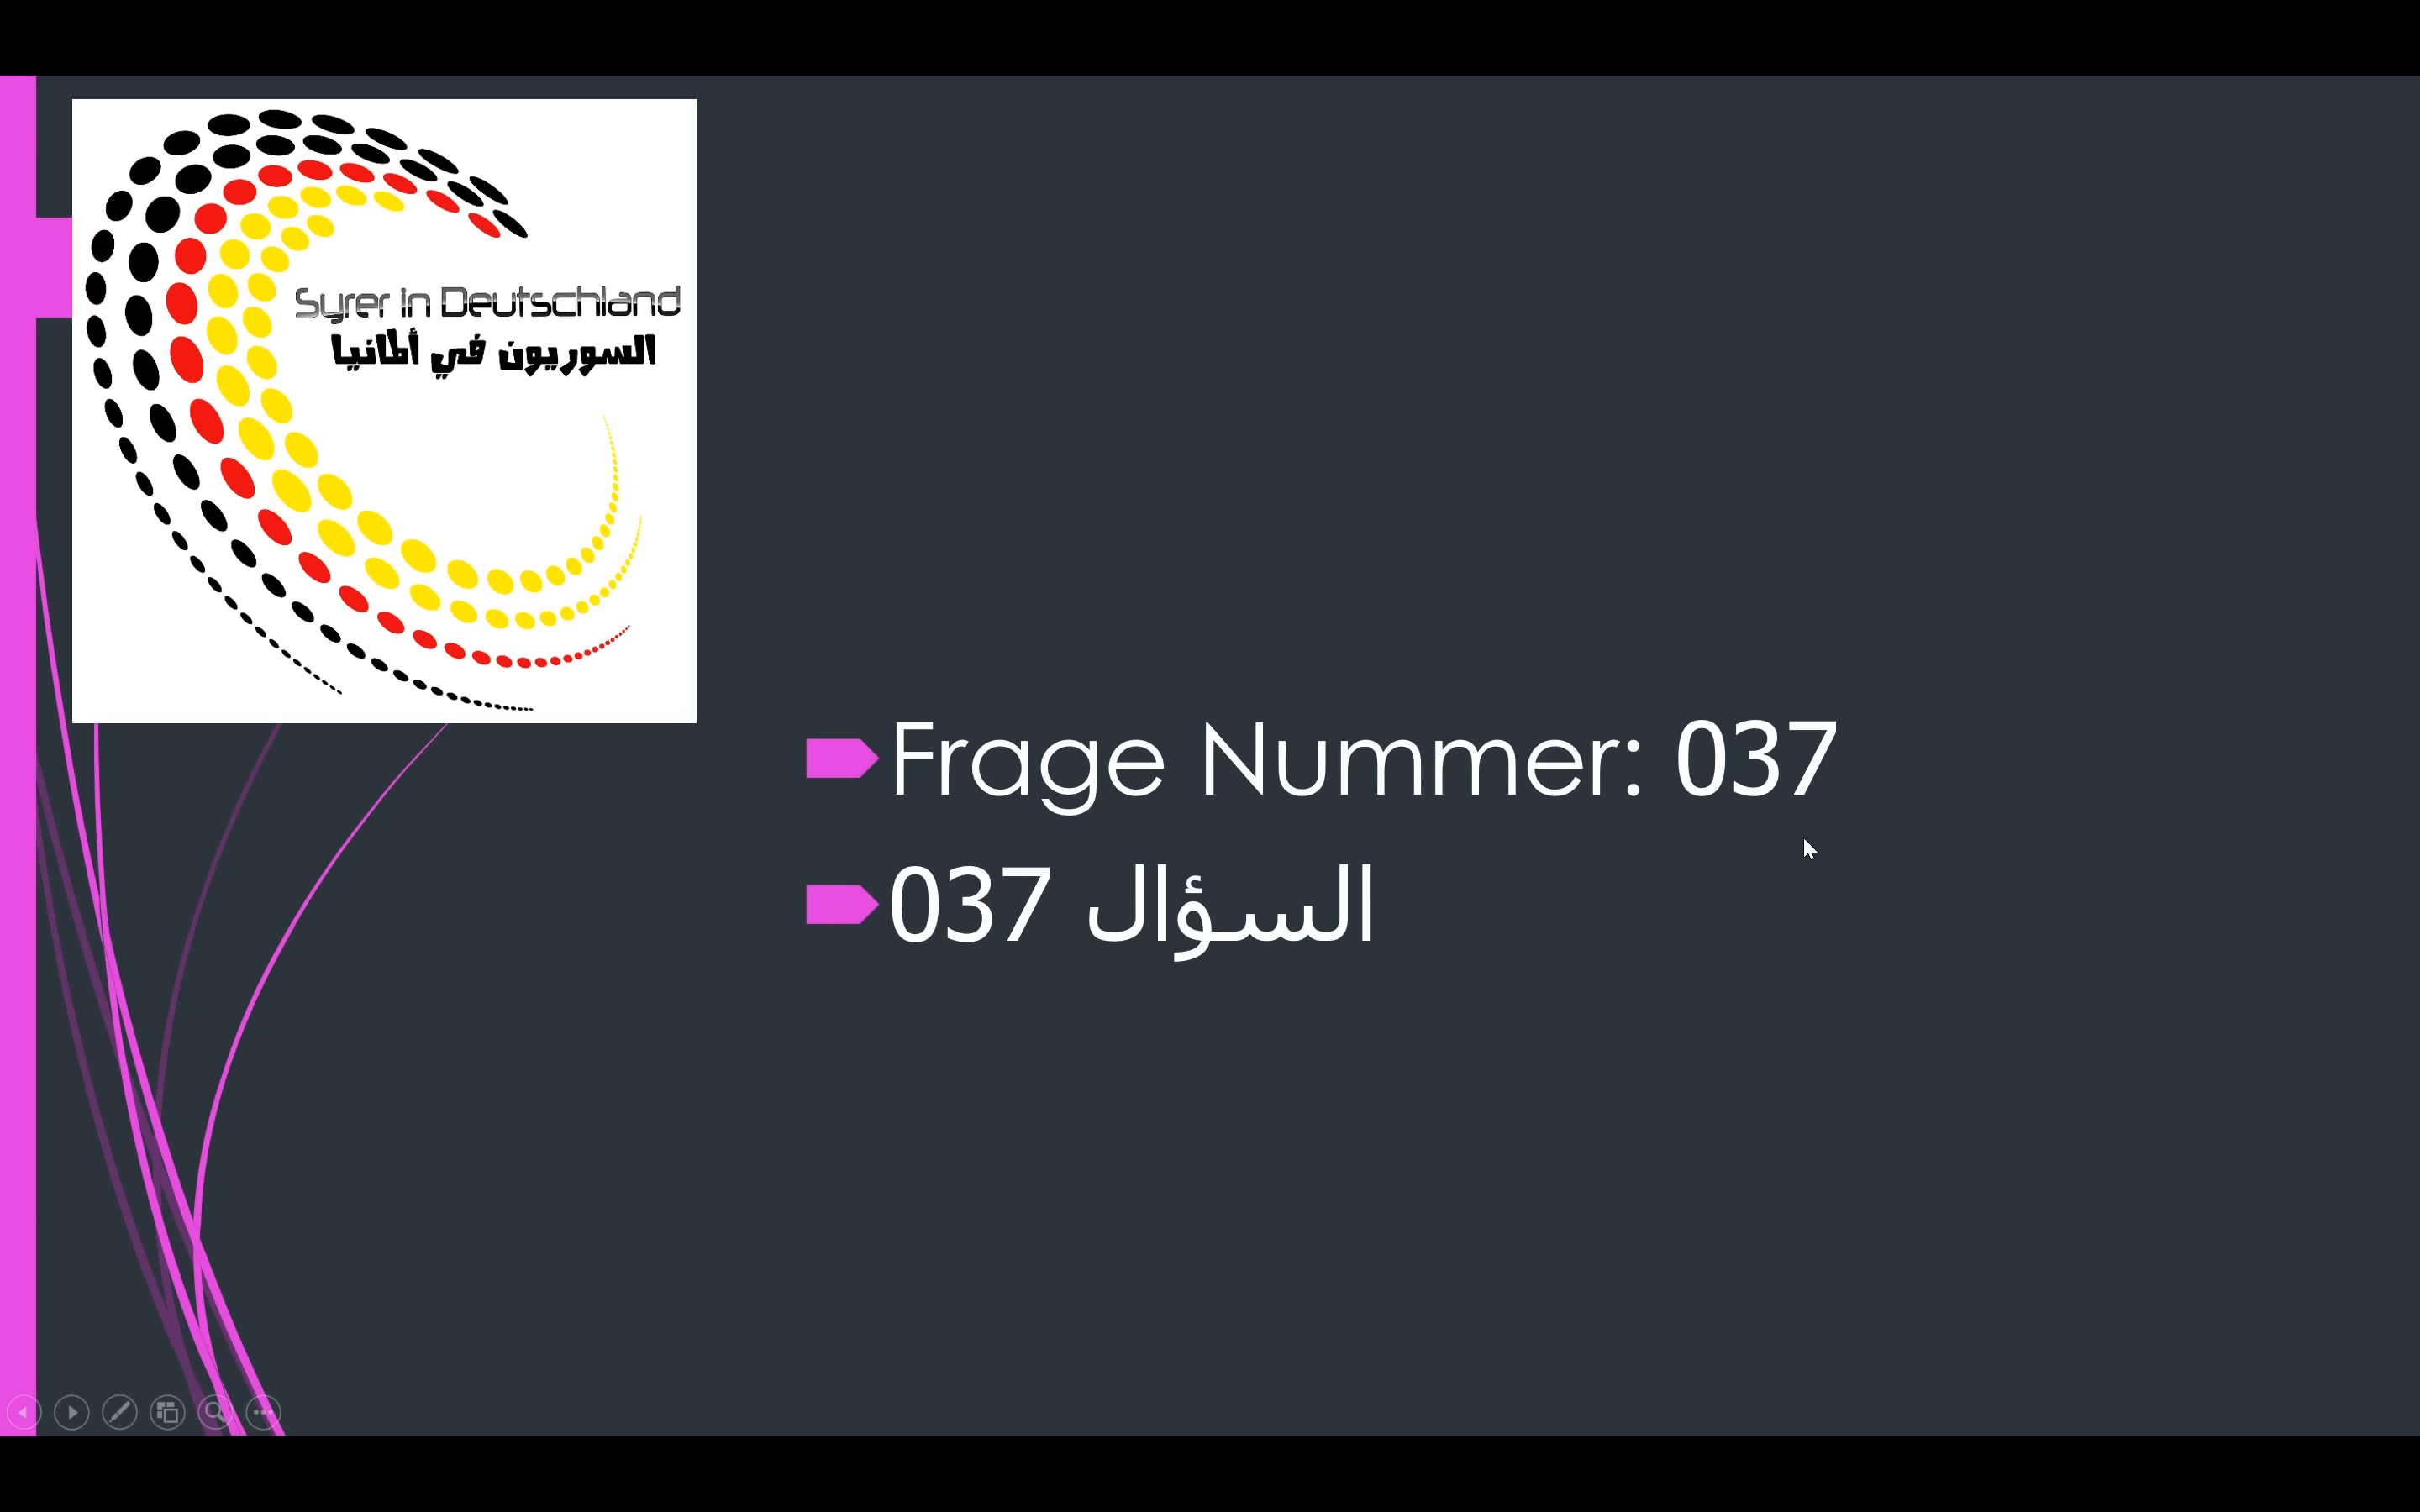 Syrer in Deutschland
السوريون في ألمانيا
Frage Nummer: 037
السؤال 037